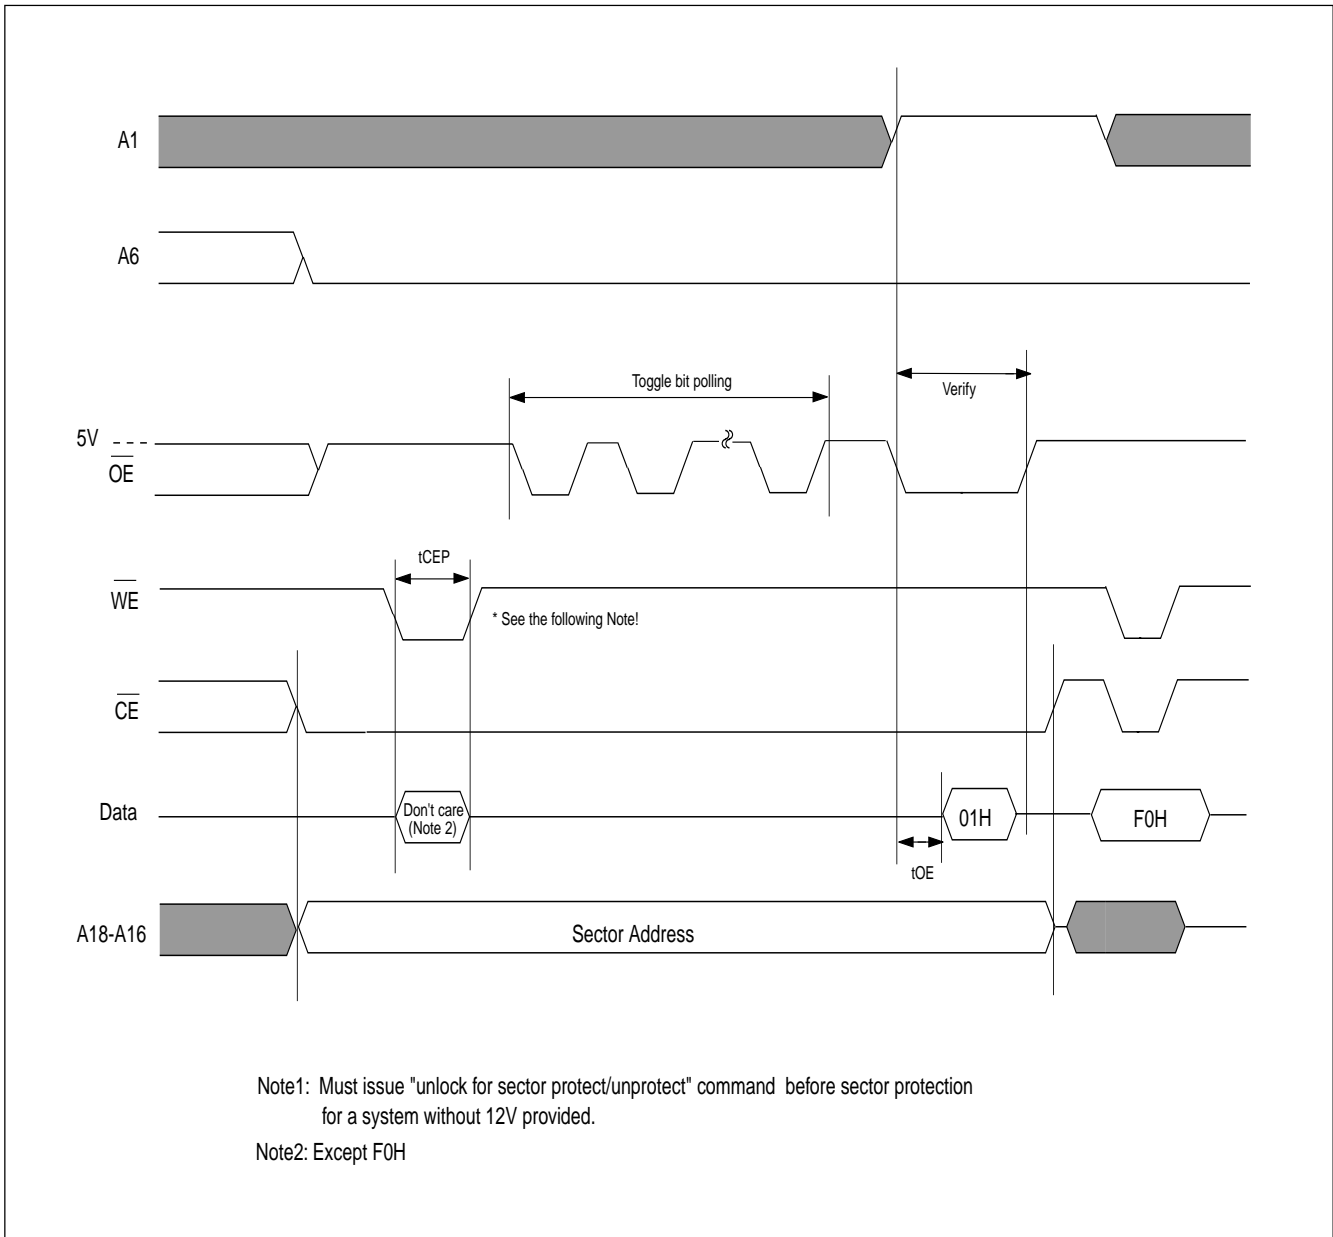 A1
A6
Toggle bit polling
Verify
5V
OE
tCEP
WE
* See the following Note!
CE
Data
Don't care
(Note 2)
01H
F0H
tOE
A18-A16
Sector Address
Note1: Must issue "unlock for sector protect/unprotect" command before sector protection
for a system without 12V provided.
Note2: Except F0H